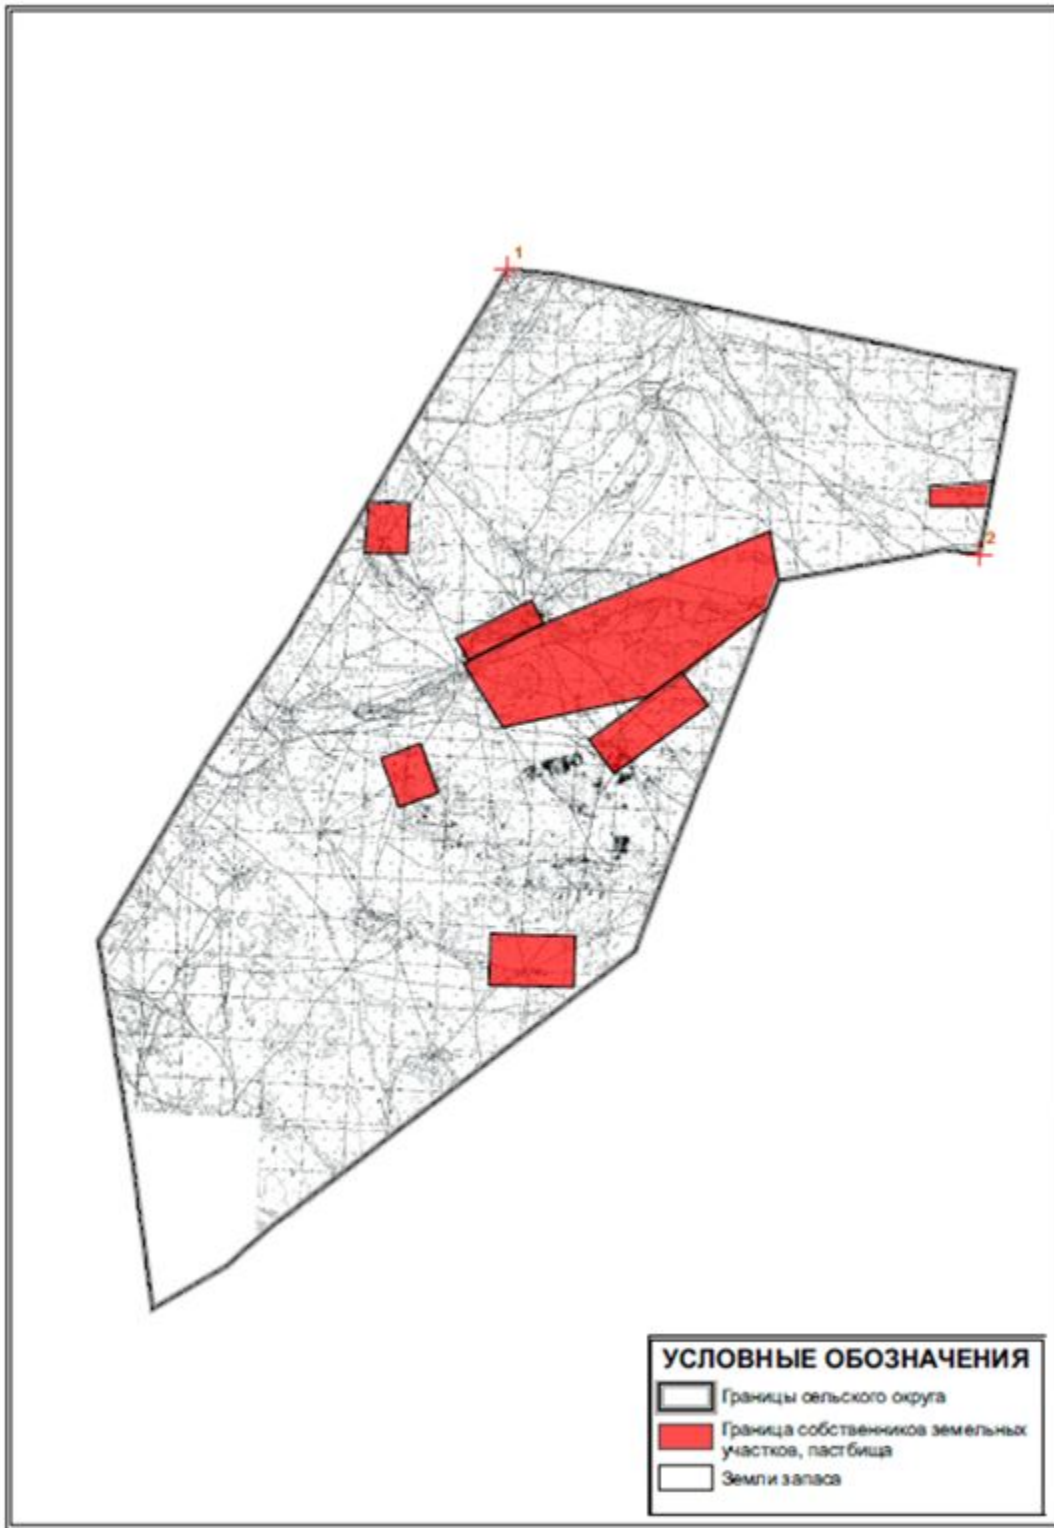 1
2
УСЛОВНЫЕ ОБОЗНАЧЕНИЯ
Границы сельского округа
Граница собственников земельных
участков, пастбища
Земли запаса